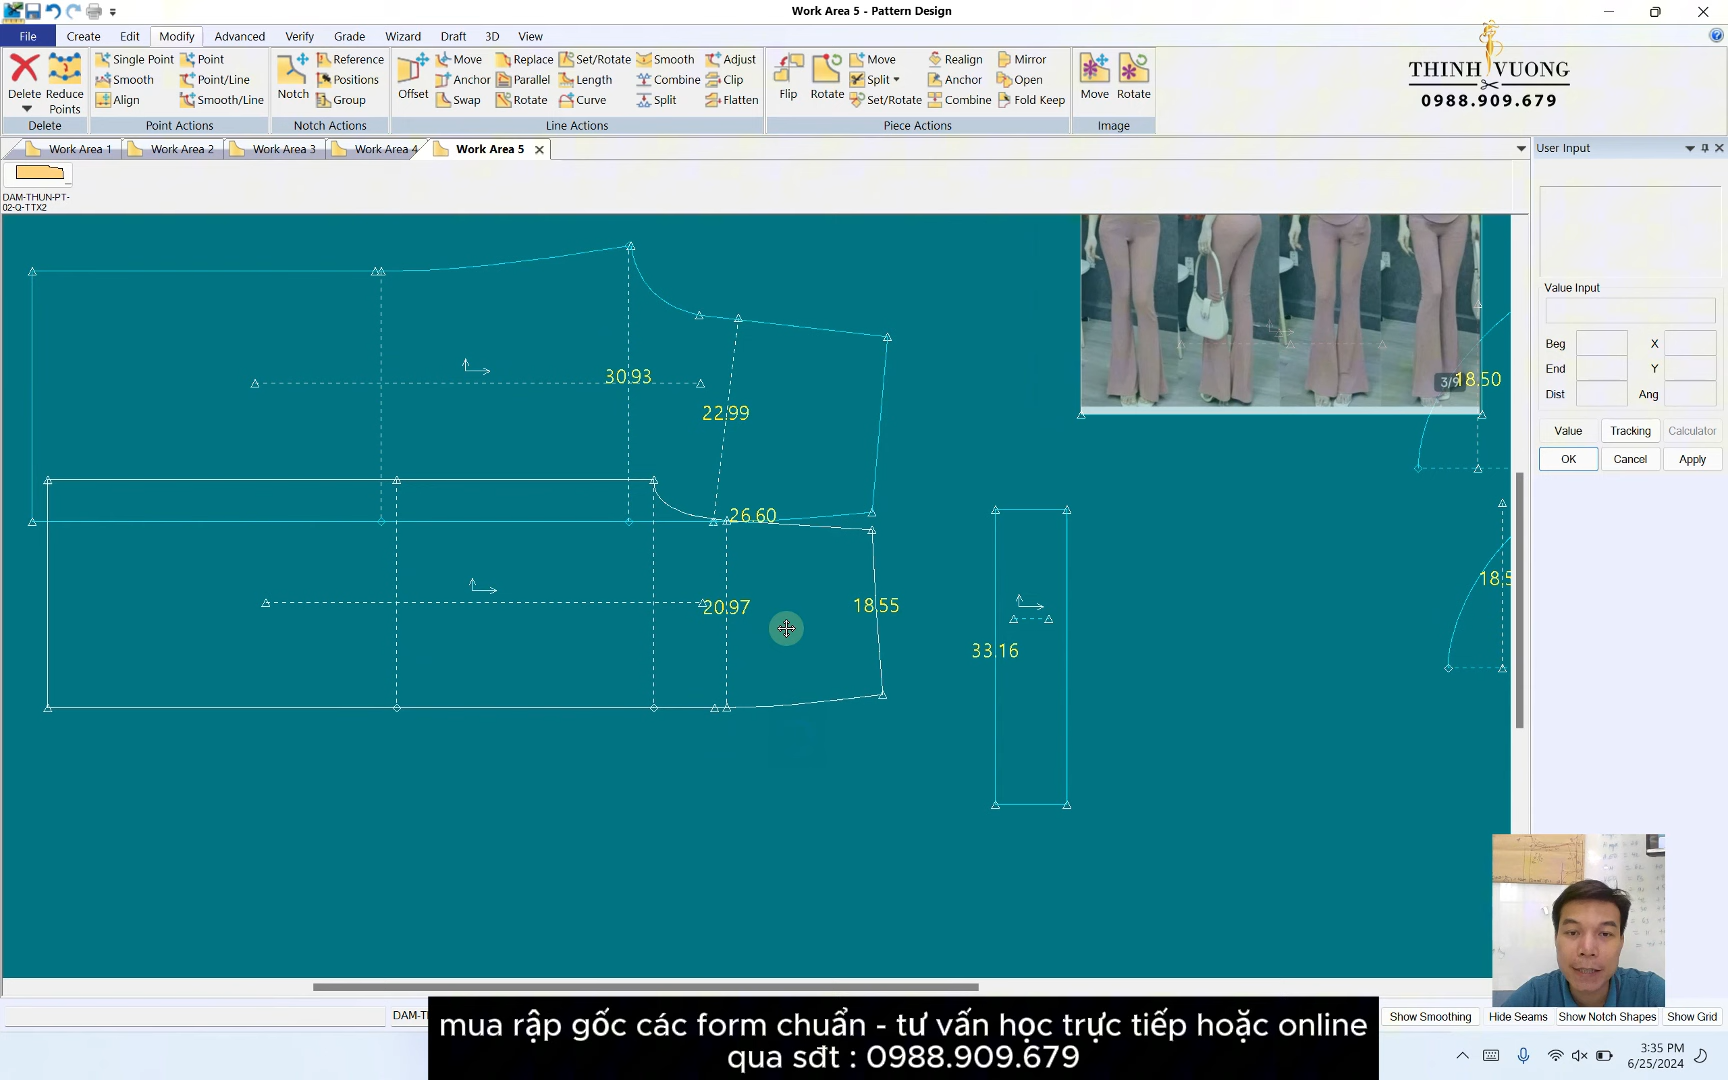 Work Area 5 - Pattern Design
THINH VUONG
0988.909.679
File Create Edit Modify Advanced Verify Grade Wizard Draft 3D View
Delete
Reduce Points
Single Point
Smooth
Align
Point
Point/Line
Smooth/Line
Notch
Reference
Positions
Group
Offset
Move
Anchor
Swap
Replace
Parallel
Rotate
Set/Rotate
Length
Curve
Smooth
Combine
Split
Adjust
Clip
Flatten
Flip
Rotate
Move
Split
Set/Rotate
Realign
Anchor
Combine
Mirror
Open
Fold Keep
Move
Rotate
Delete
Point Actions
Notch Actions
Line Actions
Piece Actions
Image
Work Area 1
Work Area 2
Work Area 3
Work Area 4
Work Area 5
DAM-THUN-PT-
02-Q-TTX2
User Input
Value Input
Beg
X
End
Y
Dist
Ang
Value
Tracking
Calculator
OK
Cancel
Apply
30.93
22.99
26.60
20.97
18.55
33.16
3/9
18.50
DAM-T
mua rập gốc các form chuẩn - tư vấn học trực tiếp hoặc online
qua sđt : 0988.909.679
Show Smoothing
Hide Seams
Show Notch Shapes
Show Grid
3:35 PM
6/25/2024